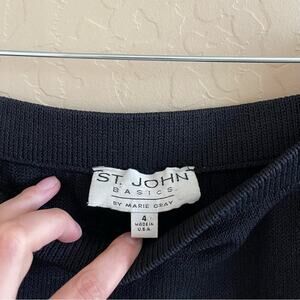 ST. JOHN
BASICS
BY MARIE GRAY
4
MADE IN
U.S.A.